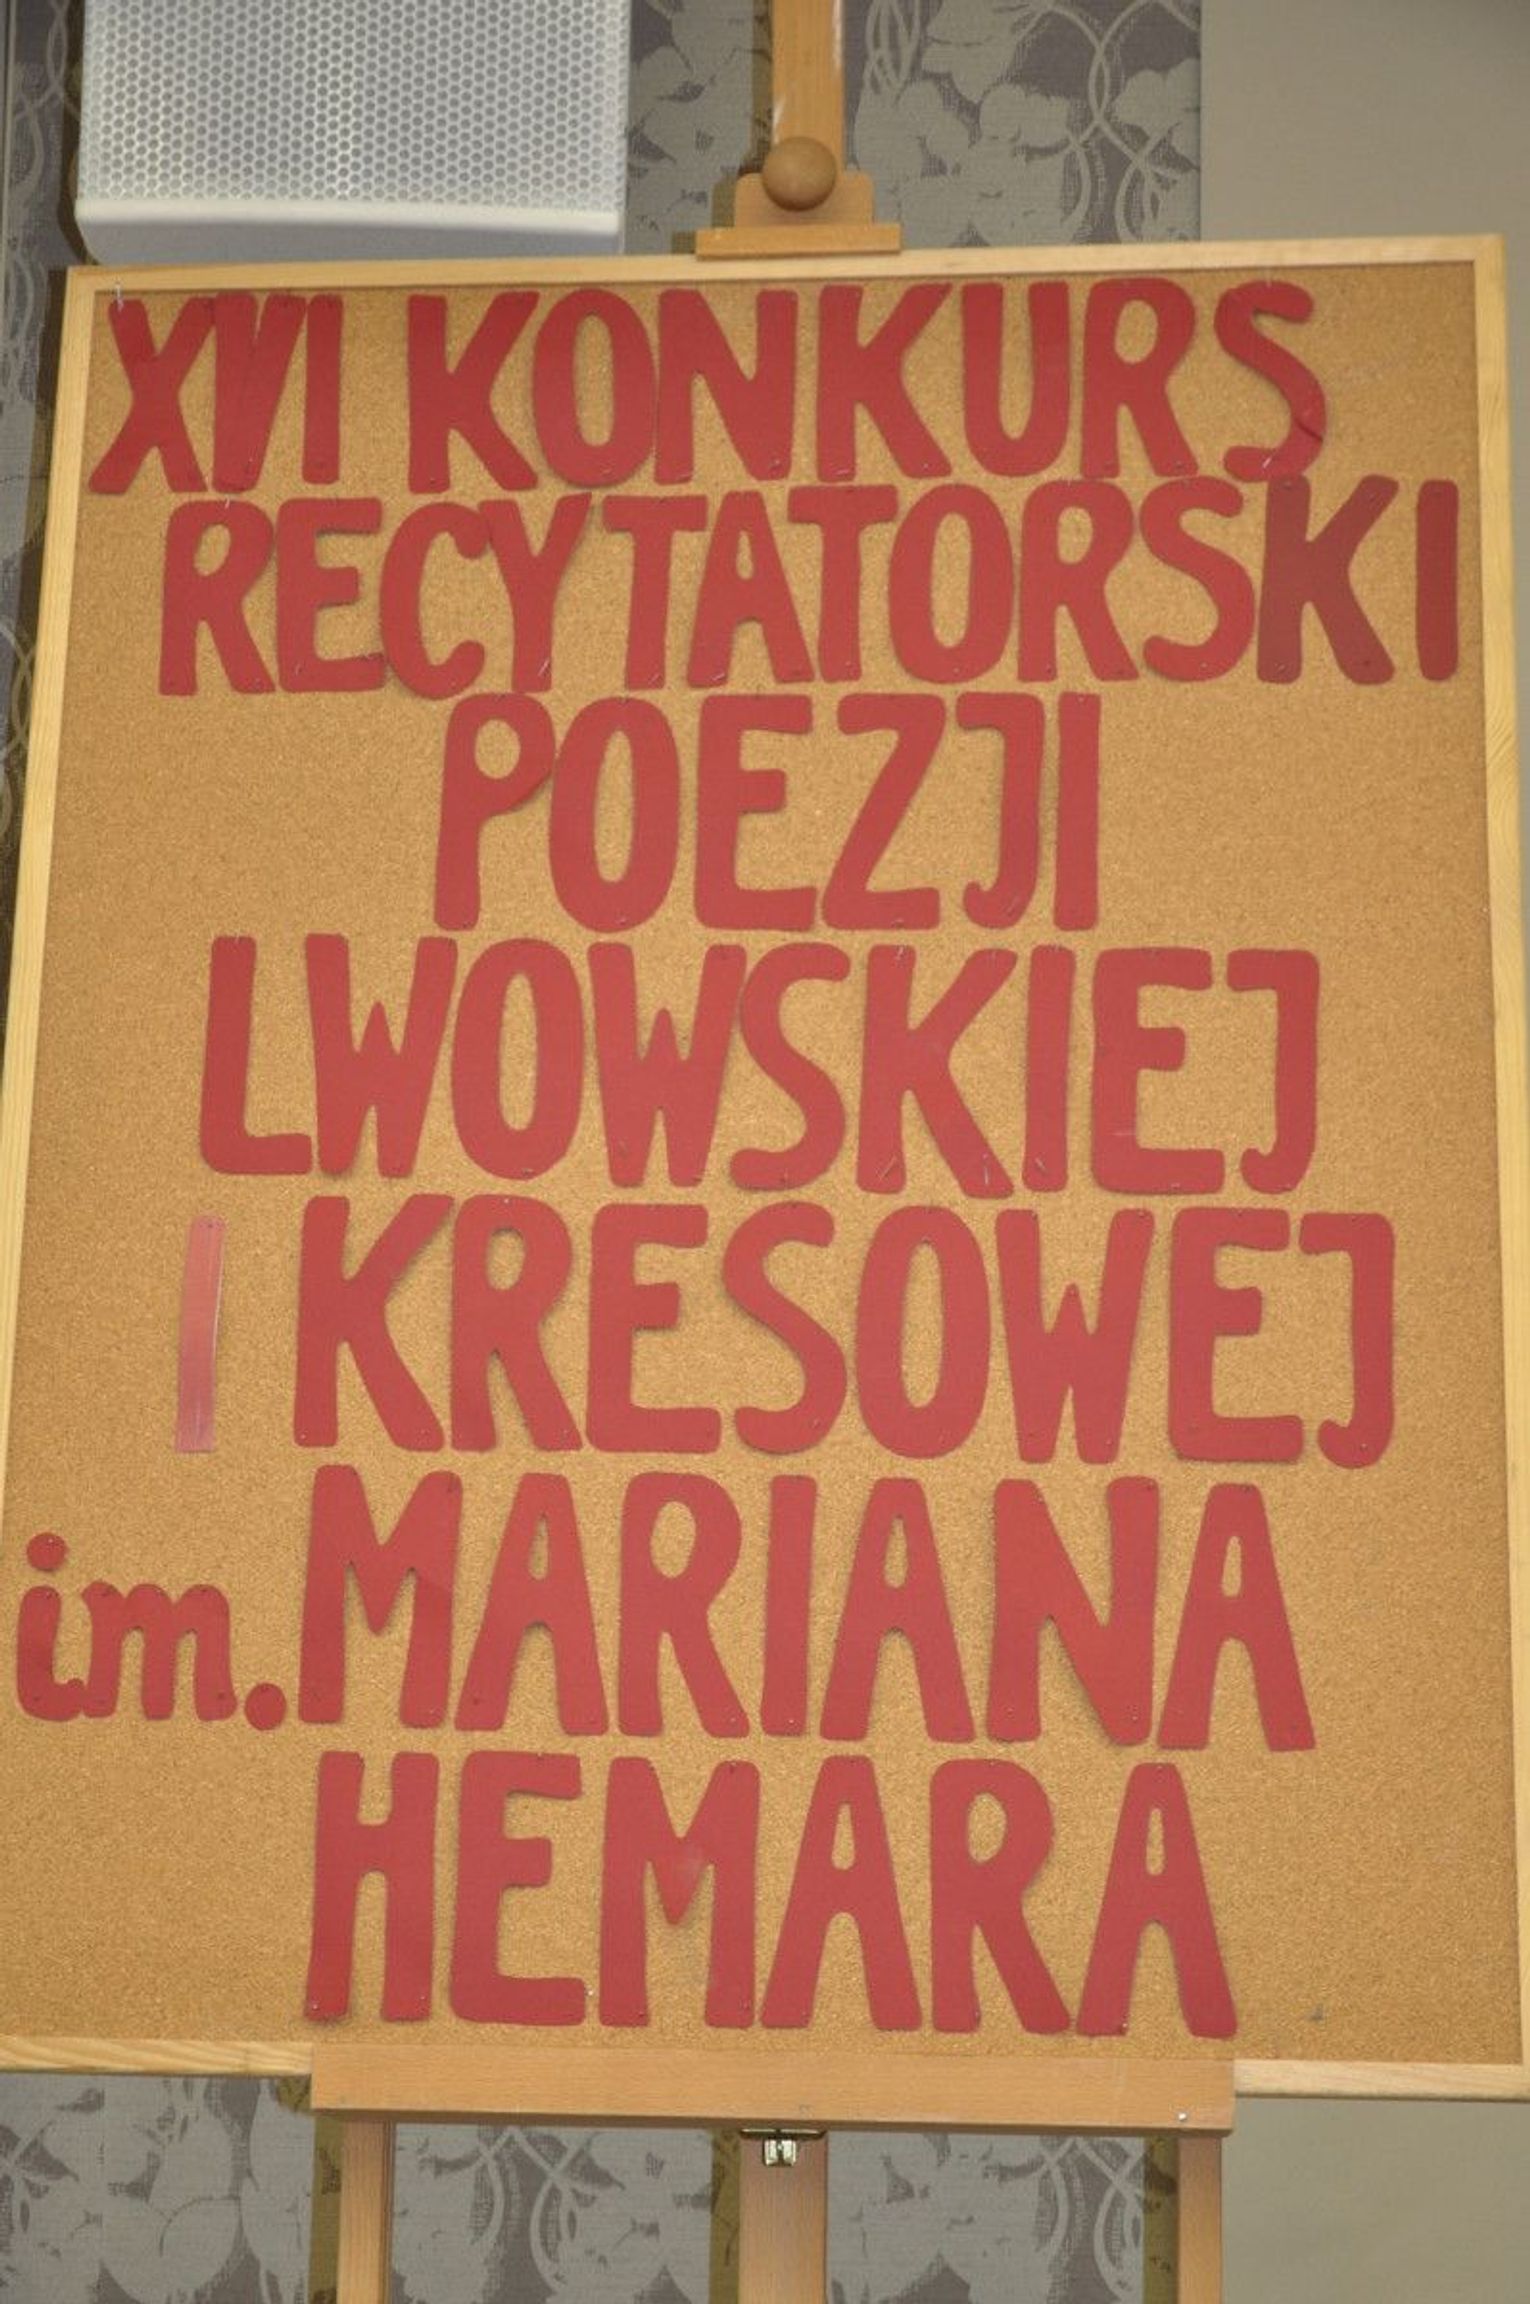 XVI KONKURS
RECYTATORSKI
POEZJI
LWOWSKIEJ
I KRESOWEJ
im. MARIANA
HEMARA